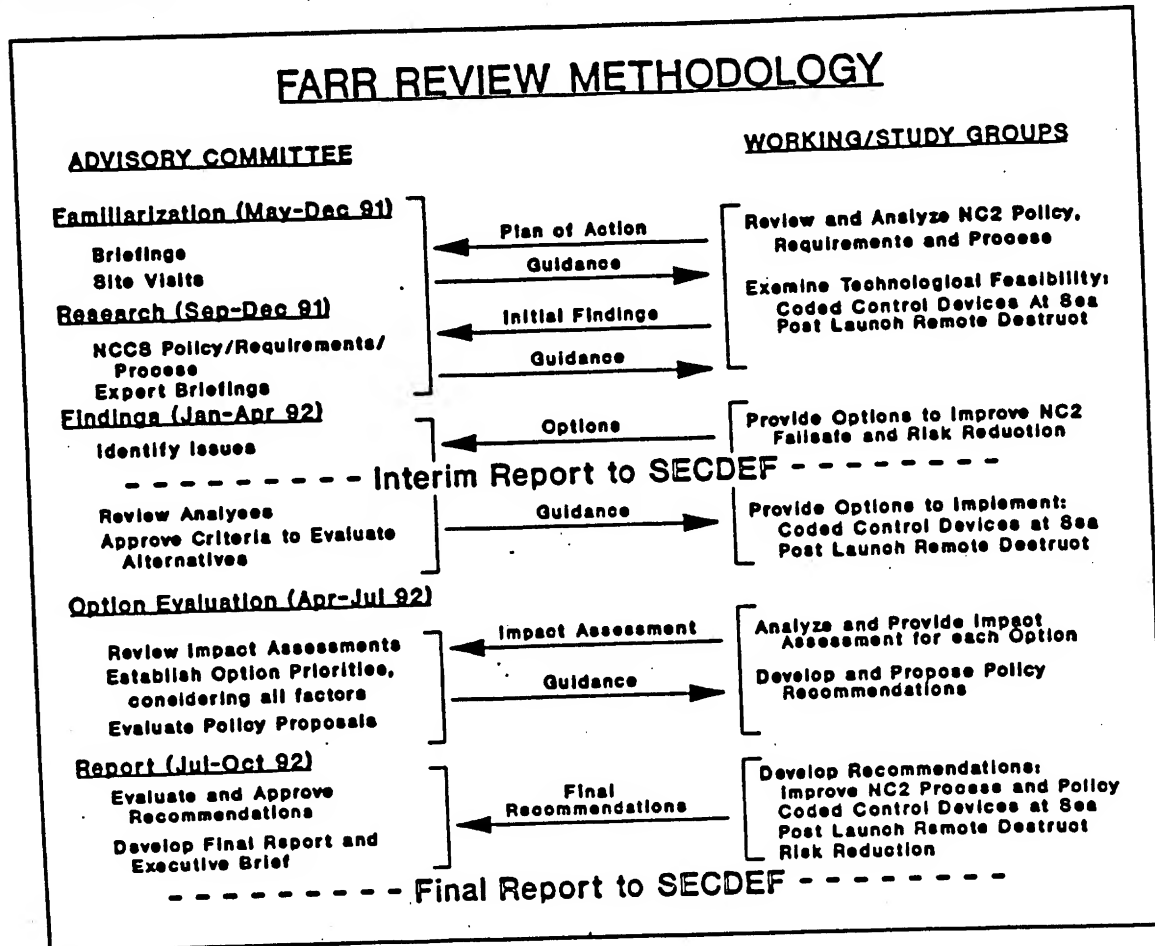 FARR REVIEW METHODOLOGY
ADVISORY COMMITTEE
WORKING/STUDY GROUPS
Familiarization (May-Dec 91)
Briefings
Site Visits
Research (Sep-Dec 91)
NCCS Policy/Requirements/
Process
Expert Briefings
Plan of Action
Guidance
Initial Findings
Guidance
Review and Analyze NC2 Policy,
Requirements and Process
Examine Technological Feasibility:
Coded Control Devices At Sea
Post Launch Remote Destruct
Findings (Jan-Apr 92)
Identify Issues
Options
Provide Options to Improve NC2
Failsafe and Risk Reduction
- - - - - - - - - Interim Report to SECDEF - - - - - - - -
Review Analyses
Approve Criteria to Evaluate
Alternatives
Guidance
Provide Options to Implement:
Coded Control Devices at Sea
Post Launch Remote Destruct
Option Evaluation (Apr-Jul 92)
Review Impact Assessments
Establish Option Priorities,
considering all factors
Evaluate Policy Proposals
Impact Assessment
Guidance
Analyze and Provide Impact
Assessment for each Option
Develop and Propose Policy
Recommendations
Report (Jul-Oct 92)
Evaluate and Approve
Recommendations
Develop Final Report and
Executive Brief
Final
Recommendations
Develop Recommendations:
Improve NC2 Process and Policy
Coded Control Devices at Sea
Post Launch Remote Destruct
Risk Reduction
- - - - - - - - - Final Report to SECDEF - - - - - - - -